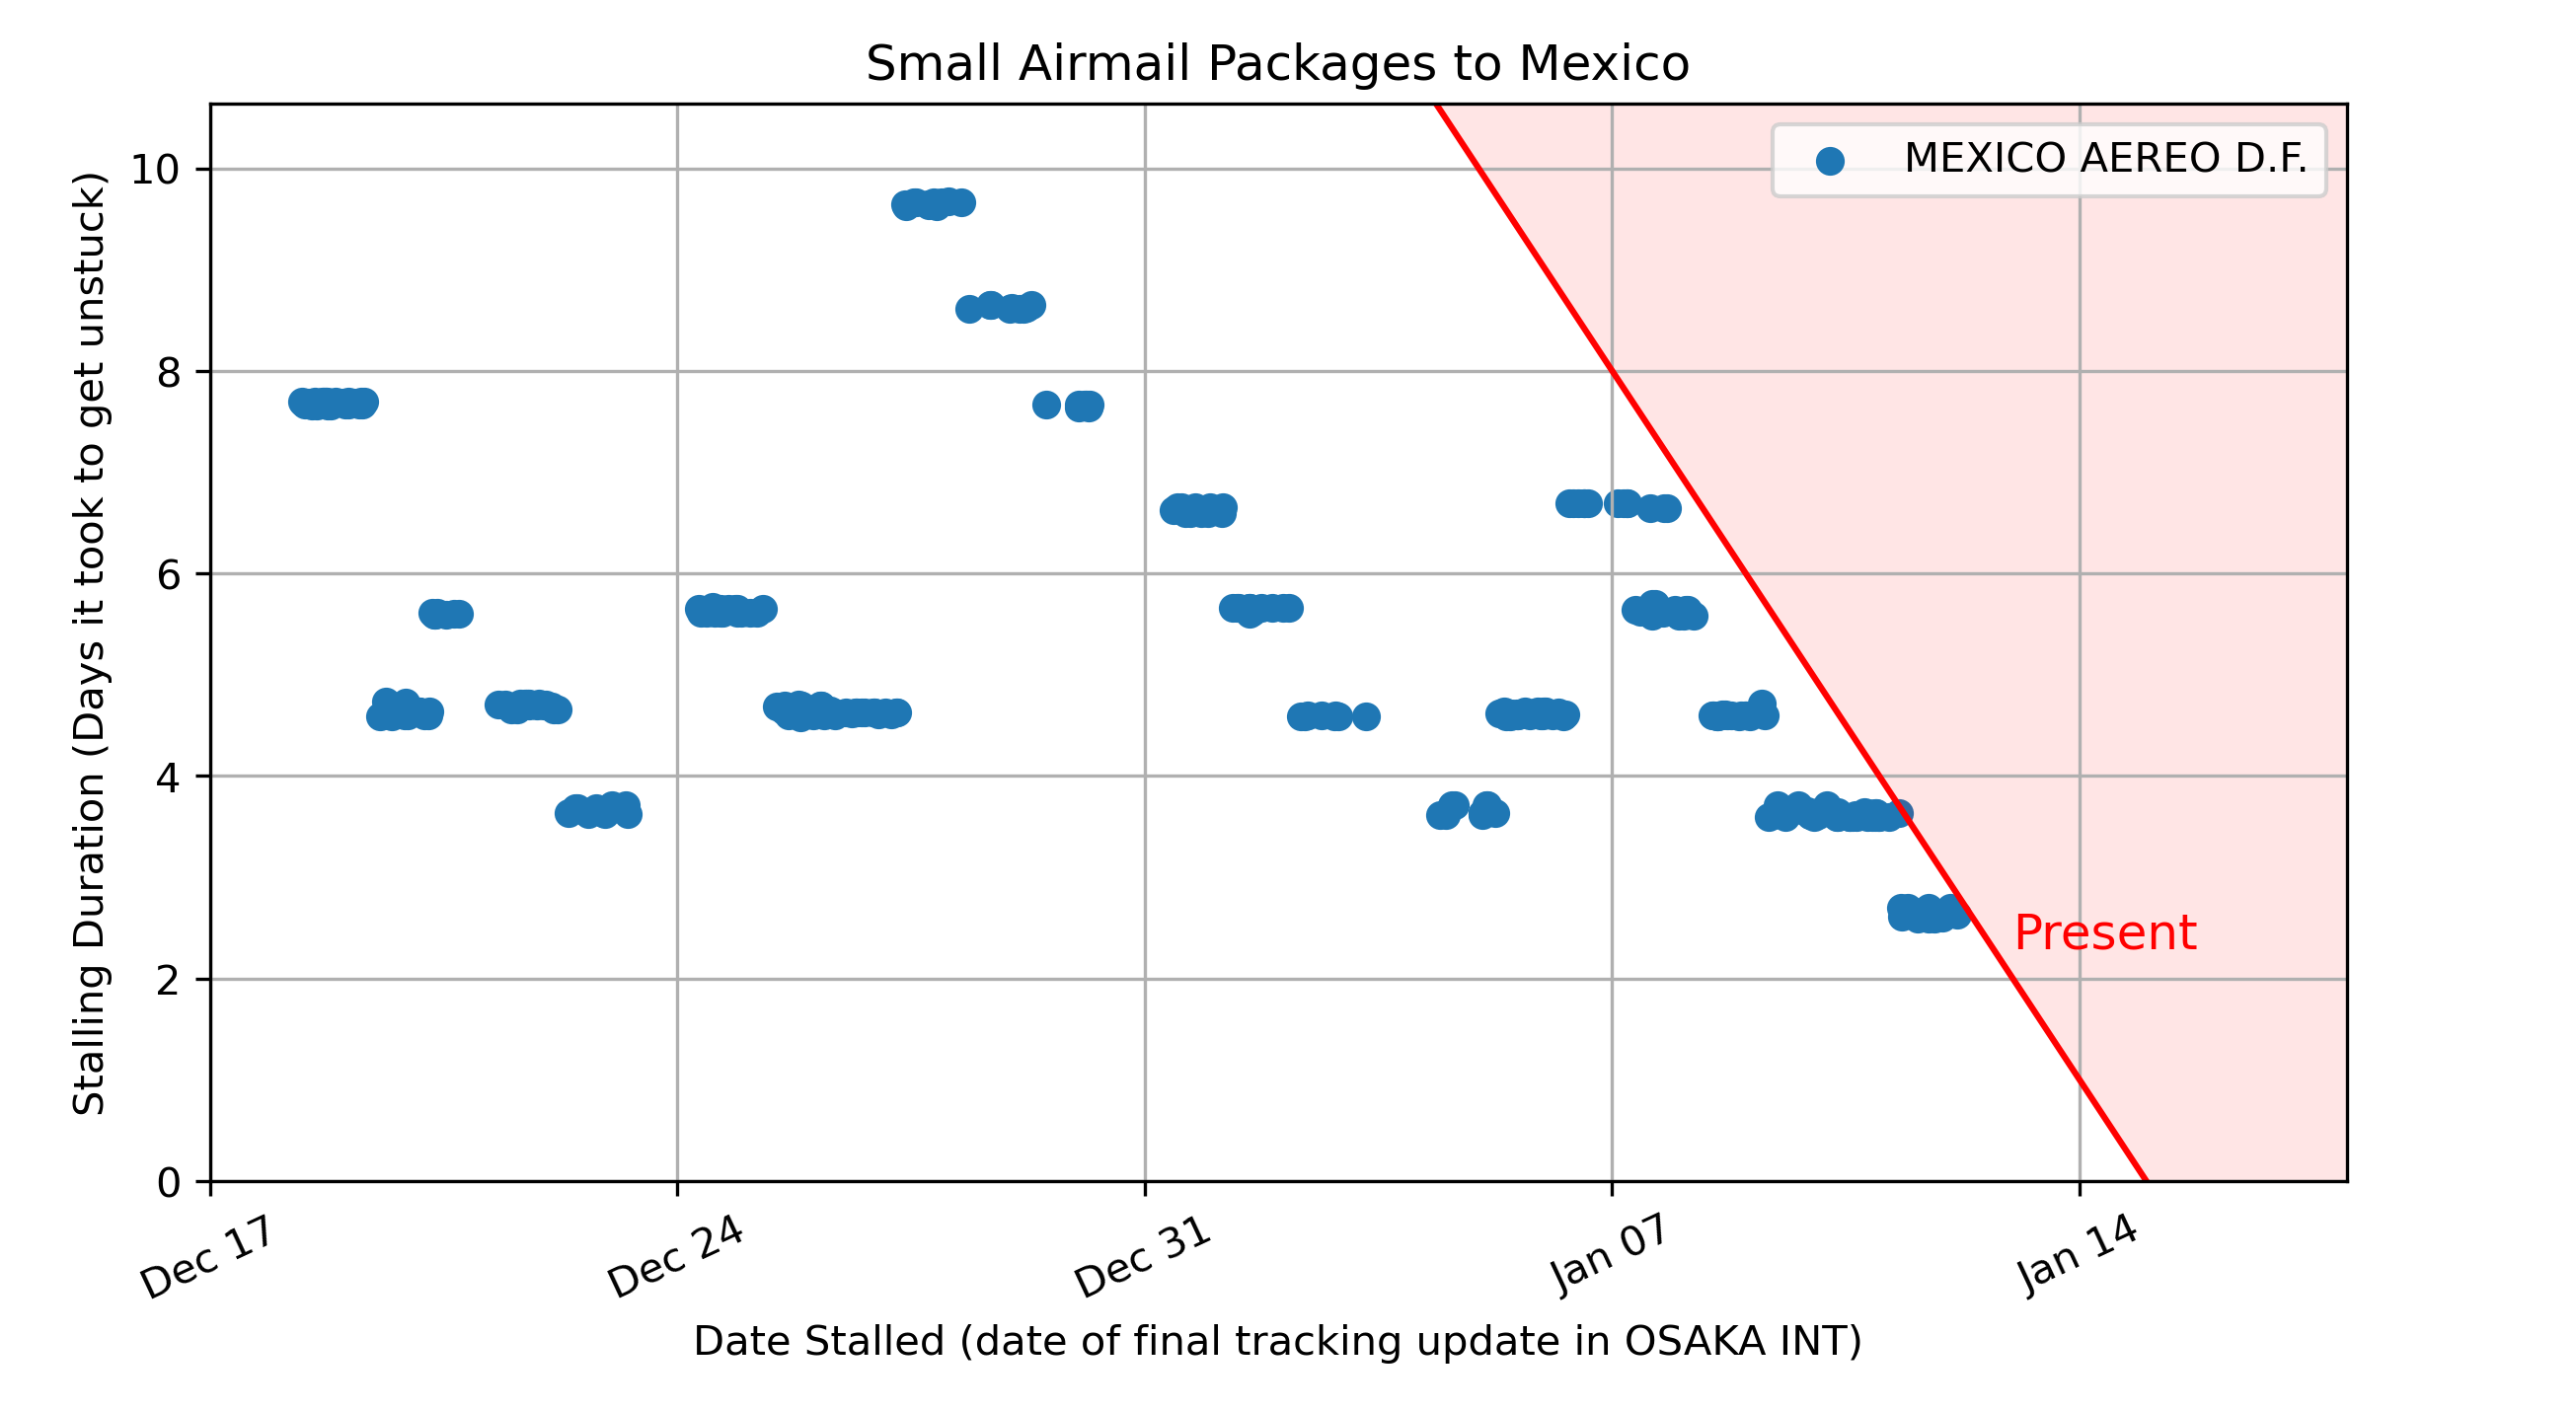 Small Airmail Packages to Mexico
MEXICO AEREO D.F.
Stalling Duration (Days it took to get unstuck)
10
8
6
4
2
0
Present
Dec 17
Dec 24
Dec 31
Jan 07
Jan 14
Date Stalled (date of final tracking update in OSAKA INT)